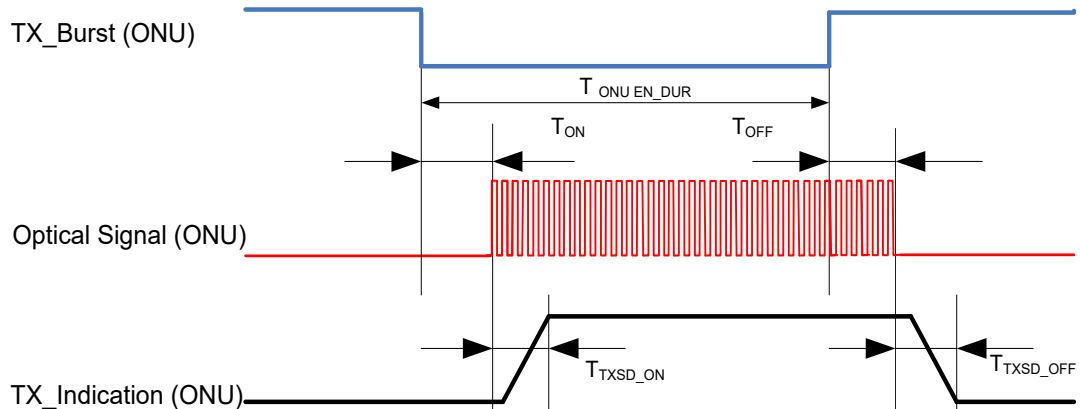 TX_Burst (ONU)
T ONU EN_DUR
TON
TOFF
Optical Signal (ONU)
TTXSD_ON
TTXSD_OFF
TX_Indication (ONU)